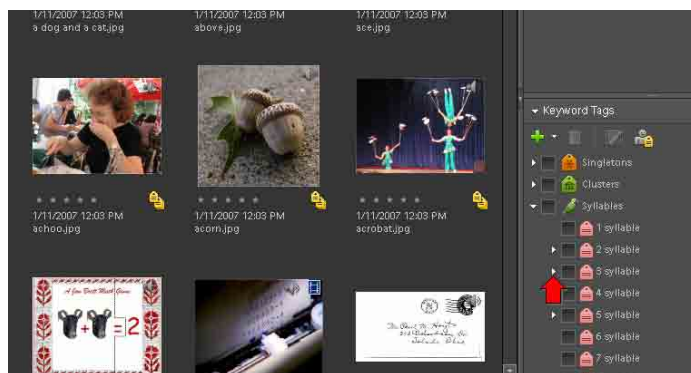 1/11/2007 12:03 PM
a dog and a cat.jpg
1/11/2007 12:03 PM
above.jpg
1/11/2007 12:03 PM
ace.jpg
1/11/2007 12:03 PM
achoo.jpg
1/11/2007 12:03 PM
acorn.jpg
1/11/2007 12:03 PM
acrobat.jpg
+ = 2
Keyword Tags
Singletons
Clusters
Syllables
1 syllable
2 syllable
3 syllable
4 syllable
5 syllable
6 syllable
7 syllable